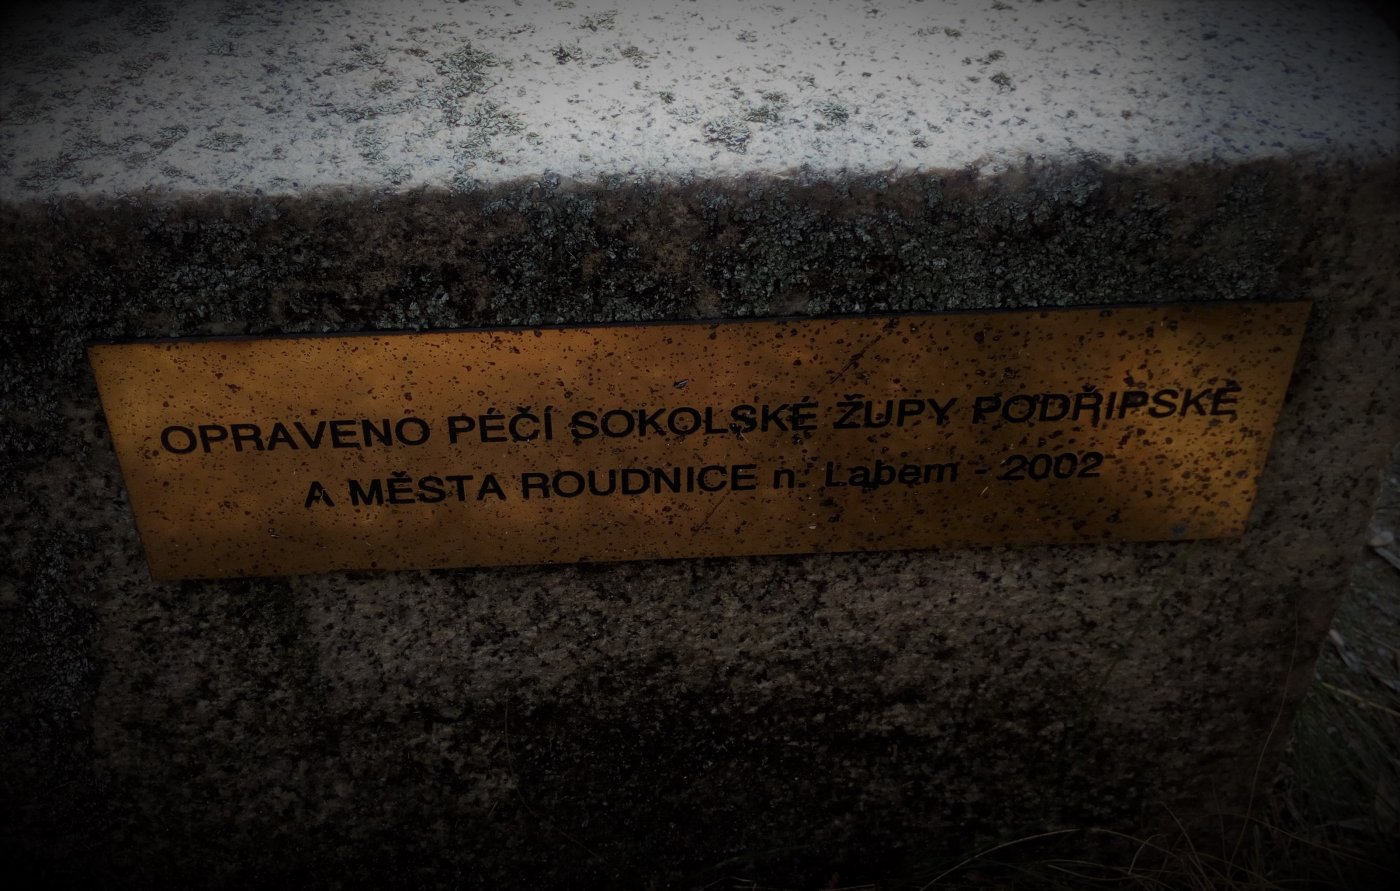 OPRAVENO PÉČÍ SOKOLSKÉ ŽUPY PODŘIPSKÉ
A MĚSTA ROUDNICE n. Labem - 2002